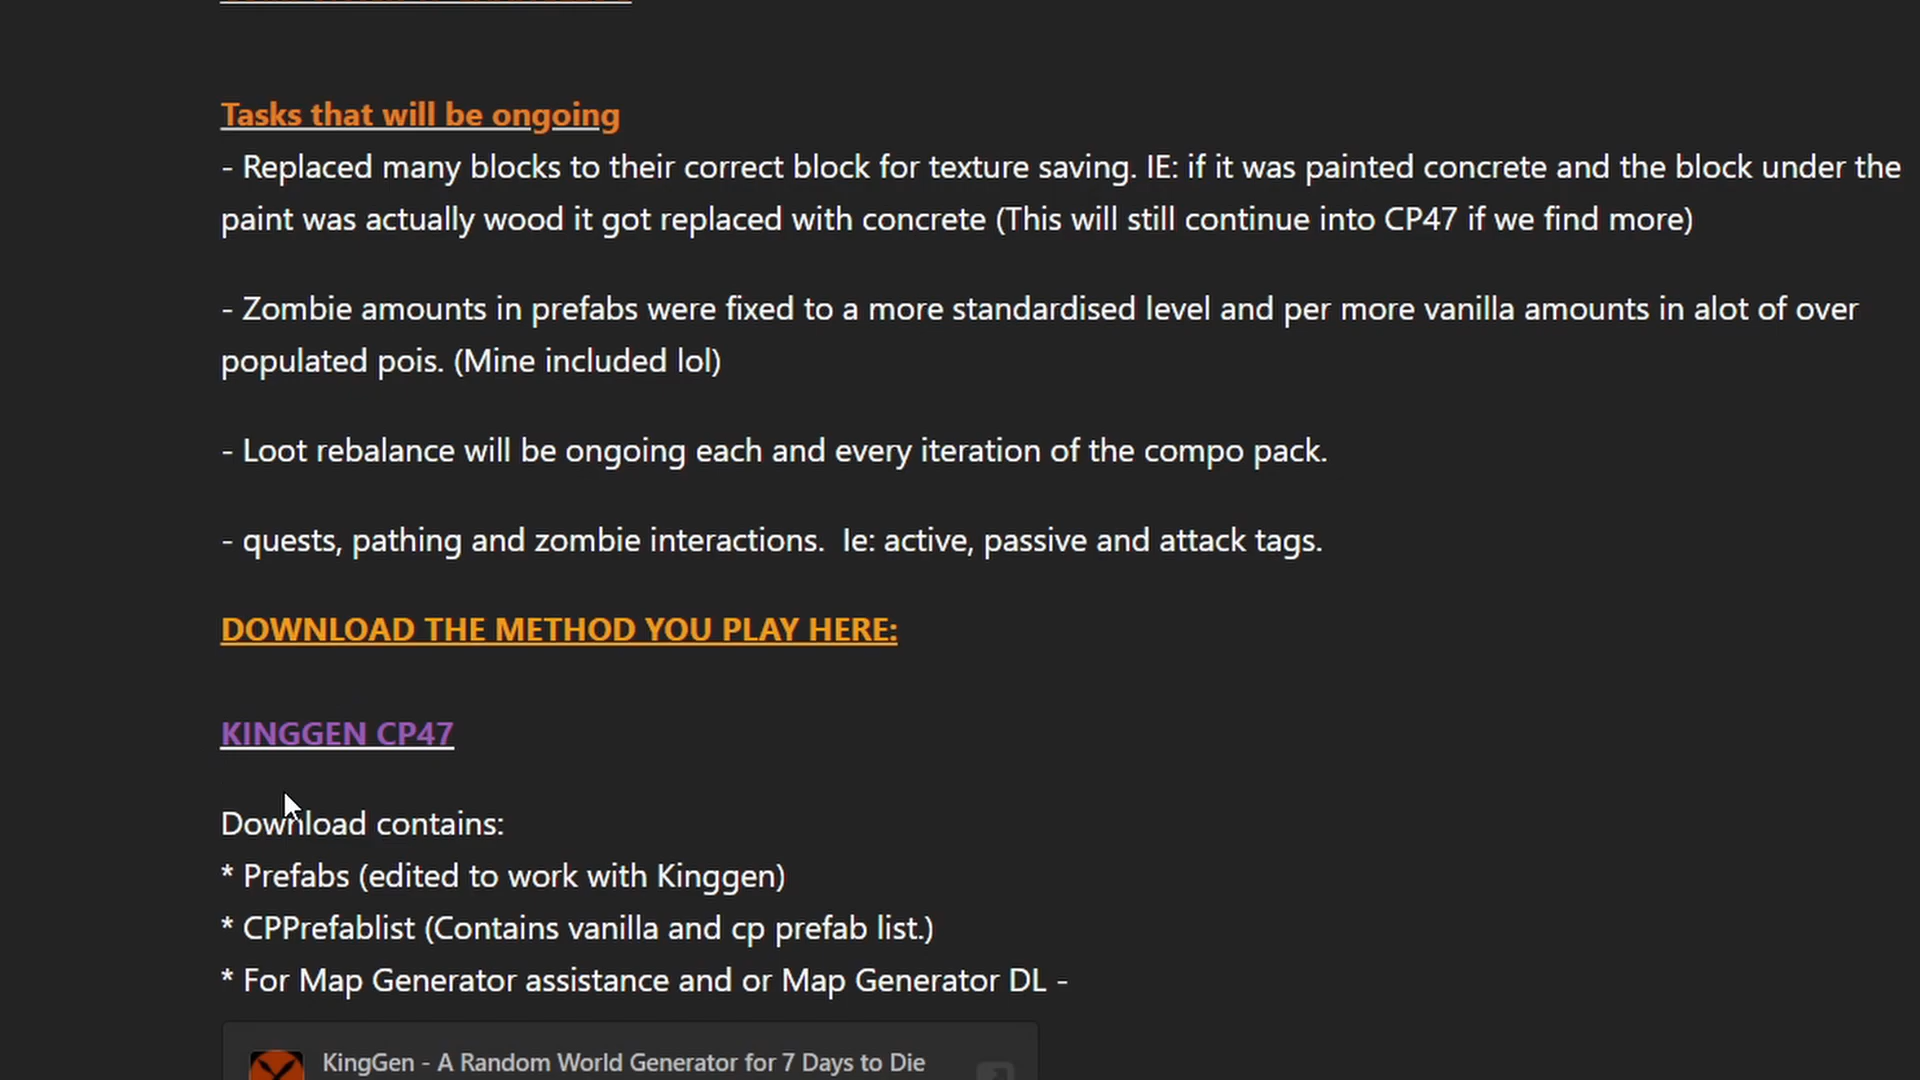 Tasks that will be ongoing
- Replaced many blocks to their correct block for texture saving. IE: if it was painted concrete and the block under the
paint was actually wood it got replaced with concrete (This will still continue into CP47 if we find more)
- Zombie amounts in prefabs were fixed to a more standardised level and per more vanilla amounts in alot of over
populated pois. (Mine included lol)
- Loot rebalance will be ongoing each and every iteration of the compo pack.
- quests, pathing and zombie interactions.  Ie: active, passive and attack tags.
DOWNLOAD THE METHOD YOU PLAY HERE:
KINGGEN CP47
Download contains:
* Prefabs (edited to work with Kinggen)
* CPPrefablist (Contains vanilla and cp prefab list.)
* For Map Generator assistance and or Map Generator DL -
KingGen - A Random World Generator for 7 Days to Die